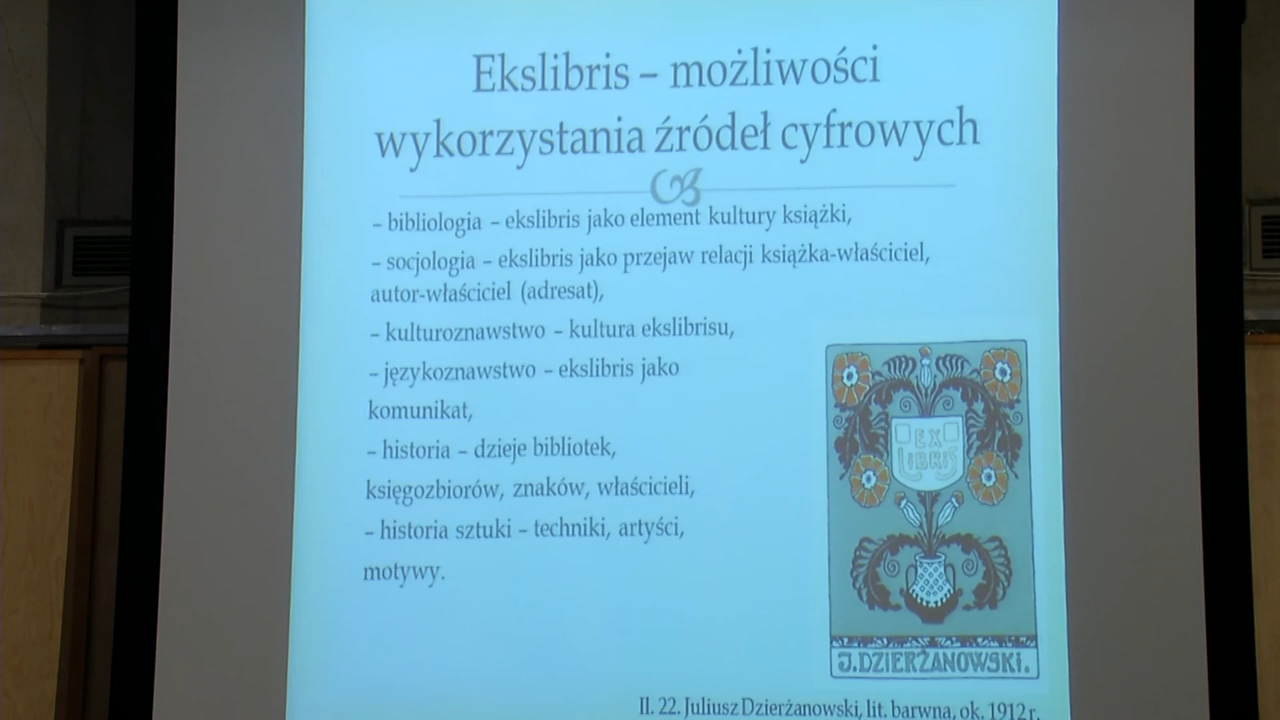 Ekslibris – możliwości
wykorzystania źródeł cyfrowych
– bibliologia – ekslibris jako element kultury książki,
– socjologia – ekslibris jako przejaw relacji książka-właściciel,
autor-właściciel (adresat),
– kulturoznawstwo – kultura ekslibrisu,
– językoznawstwo – ekslibris jako
komunikat,
– historia – dzieje bibliotek,
księgozbiorów, znaków, właścicieli,
– historia sztuki – techniki, artyści,
motywy.
EX
LIBRIS
J.DZIERŻANOWSKI.
Il. 22. Juliusz Dzierżanowski, lit. barwna, ok. 1912 r.